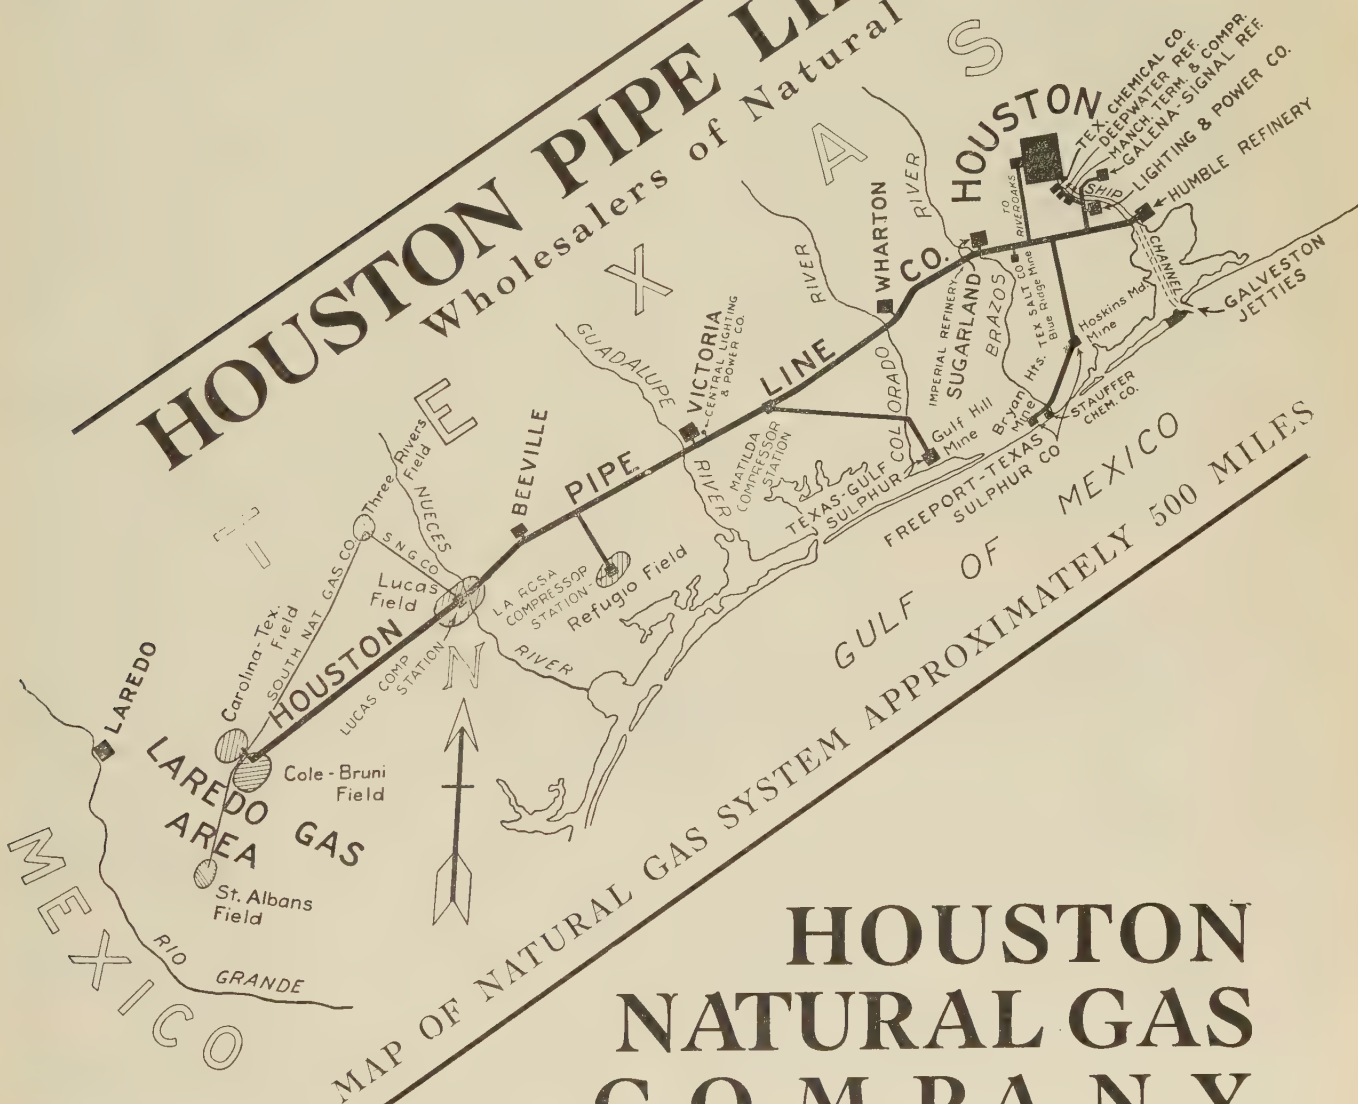 HOUSTON PIPE
Wholesalers of Natural
T E X A S
HOUSTON
TEX. CHEMICAL CO.
DEEPWATER REF.
MANCH. TERM. & COMPR.
GALENA-SIGNAL REF.
LIGHTING & POWER CO.
HUMBLE REFINERY
SHIP
CHANNEL
TO
RIVEROAKS
GALVESTON
JETTIES
WHARTON
RIVER
RIVER
BRAZOS
COLORADO
IMPERIAL REFINERY
SUGARLAND
TEX SALT CO.
Blue Ridge Mine
Hoskins Md.
Mine
Bryan Hts.
Mine
STAUFFER
CHEM. CO.
FREEPORT-TEXAS
SULPHUR CO
Gulf Hill
Mine
TEXAS-GULF
SULPHUR
GUADALUPE
RIVER
VICTORIA
CENTRAL LIGHTING
& POWER CO.
MATILDA
COMPRESSOR
STATION
HOUSTON PIPE LINE CO.
BEEVILLE
Three Rivers
Field
NUECES
RIVER
S N G CO
SOUTH NAT GAS CO
Lucas
Field
LUCAS COMP
STATION
LA ROSA
COMPRESSOR
STATION
Refugio Field
N
Carolina-Tex.
Field
Cole-Bruni
Field
LAREDO
LAREDO GAS
AREA
St. Albans
Field
RIO GRANDE
MEXICO
GULF OF MEXICO
MAP OF NATURAL GAS SYSTEM APPROXIMATELY 500 MILES
HOUSTON
NATURAL GAS
COMPANY